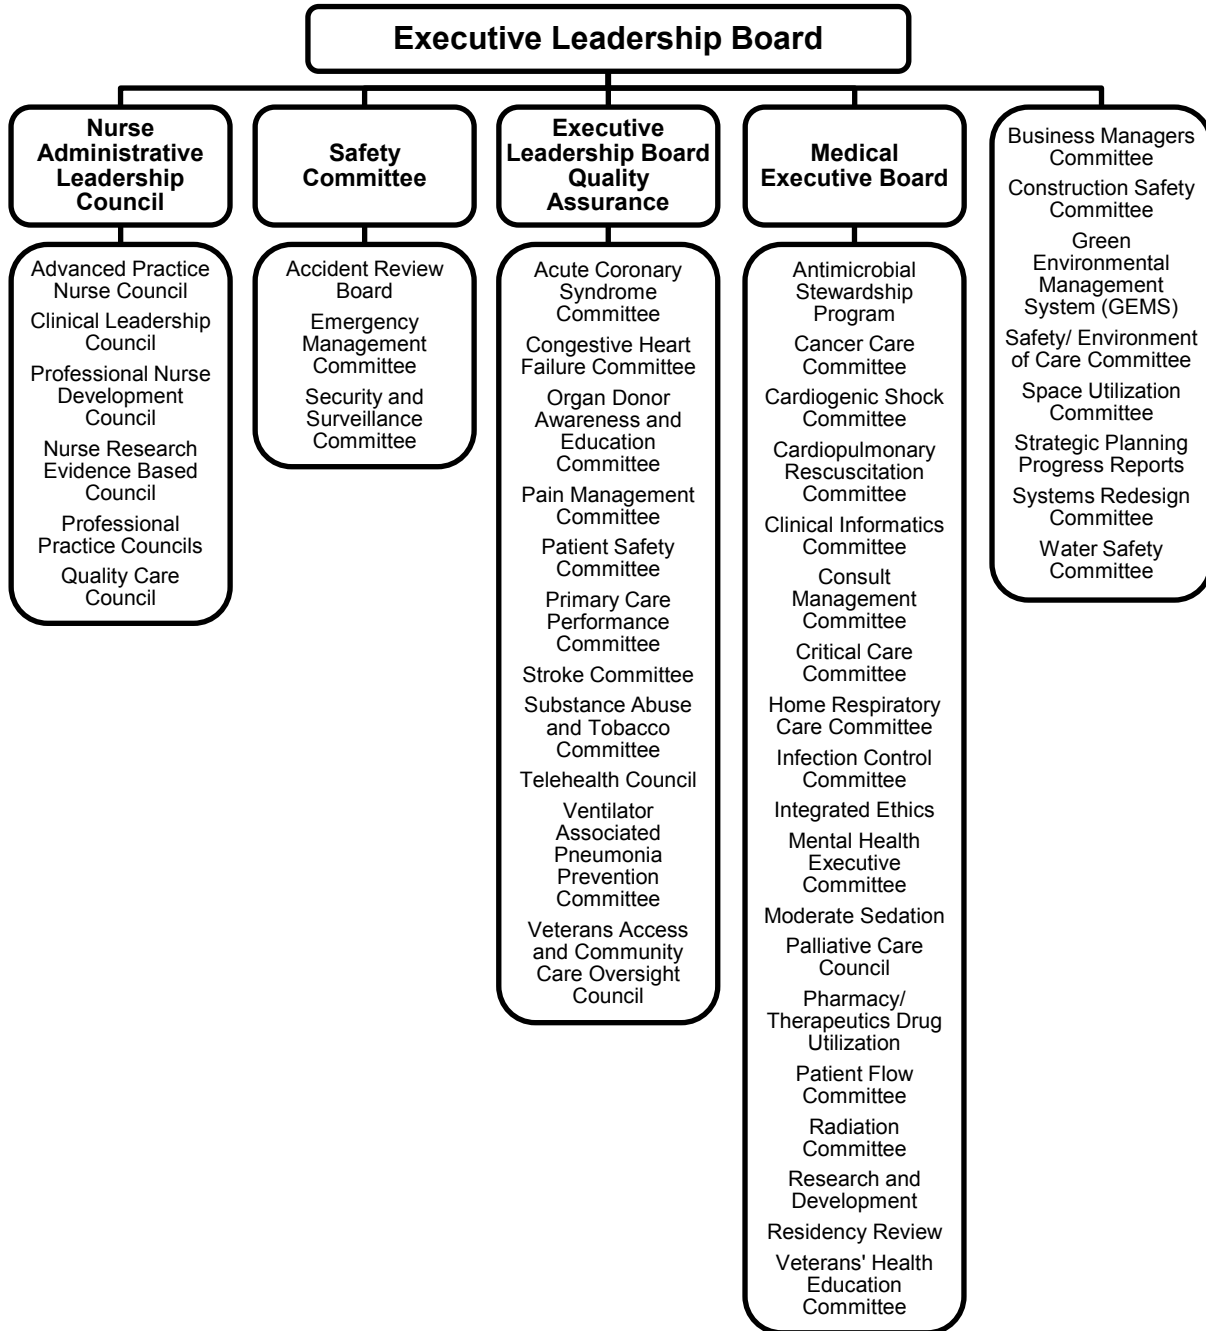 Executive Leadership Board
Nurse
Administrative
Leadership
Council
Advanced Practice
Nurse Council
Clinical Leadership
Council
Professional Nurse
Development
Council
Nurse Research
Evidence Based
Council
Professional
Practice Councils
Quality Care
Council
Safety
Committee
Accident Review
Board
Emergency
Management
Committee
Security and
Surveillance
Committee
Executive
Leadership Board
Quality
Assurance
Acute Coronary
Syndrome
Committee
Congestive Heart
Failure Committee
Organ Donor
Awareness and
Education
Committee
Pain Management
Committee
Patient Safety
Committee
Primary Care
Performance
Committee
Stroke Committee
Substance Abuse
and Tobacco
Committee
Telehealth Council
Ventilator
Associated
Pneumonia
Prevention
Committee
Veterans Access
and Community
Care Oversight
Council
Medical
Executive Board
Antimicrobial
Stewardship
Program
Cancer Care
Committee
Cardiogenic Shock
Committee
Cardiopulmonary
Rescuscitation
Committee
Clinical Informatics
Committee
Consult
Management
Committee
Critical Care
Committee
Home Respiratory
Care Committee
Infection Control
Committee
Integrated Ethics
Mental Health
Executive
Committee
Moderate Sedation
Palliative Care
Council
Pharmacy/
Therapeutics Drug
Utilization
Patient Flow
Committee
Radiation
Committee
Research and
Development
Residency Review
Veterans' Health
Education
Committee
Business Managers
Committee
Construction Safety
Committee
Green
Environmental
Management
System (GEMS)
Safety/ Environment
of Care Committee
Space Utilization
Committee
Strategic Planning
Progress Reports
Systems Redesign
Committee
Water Safety
Committee